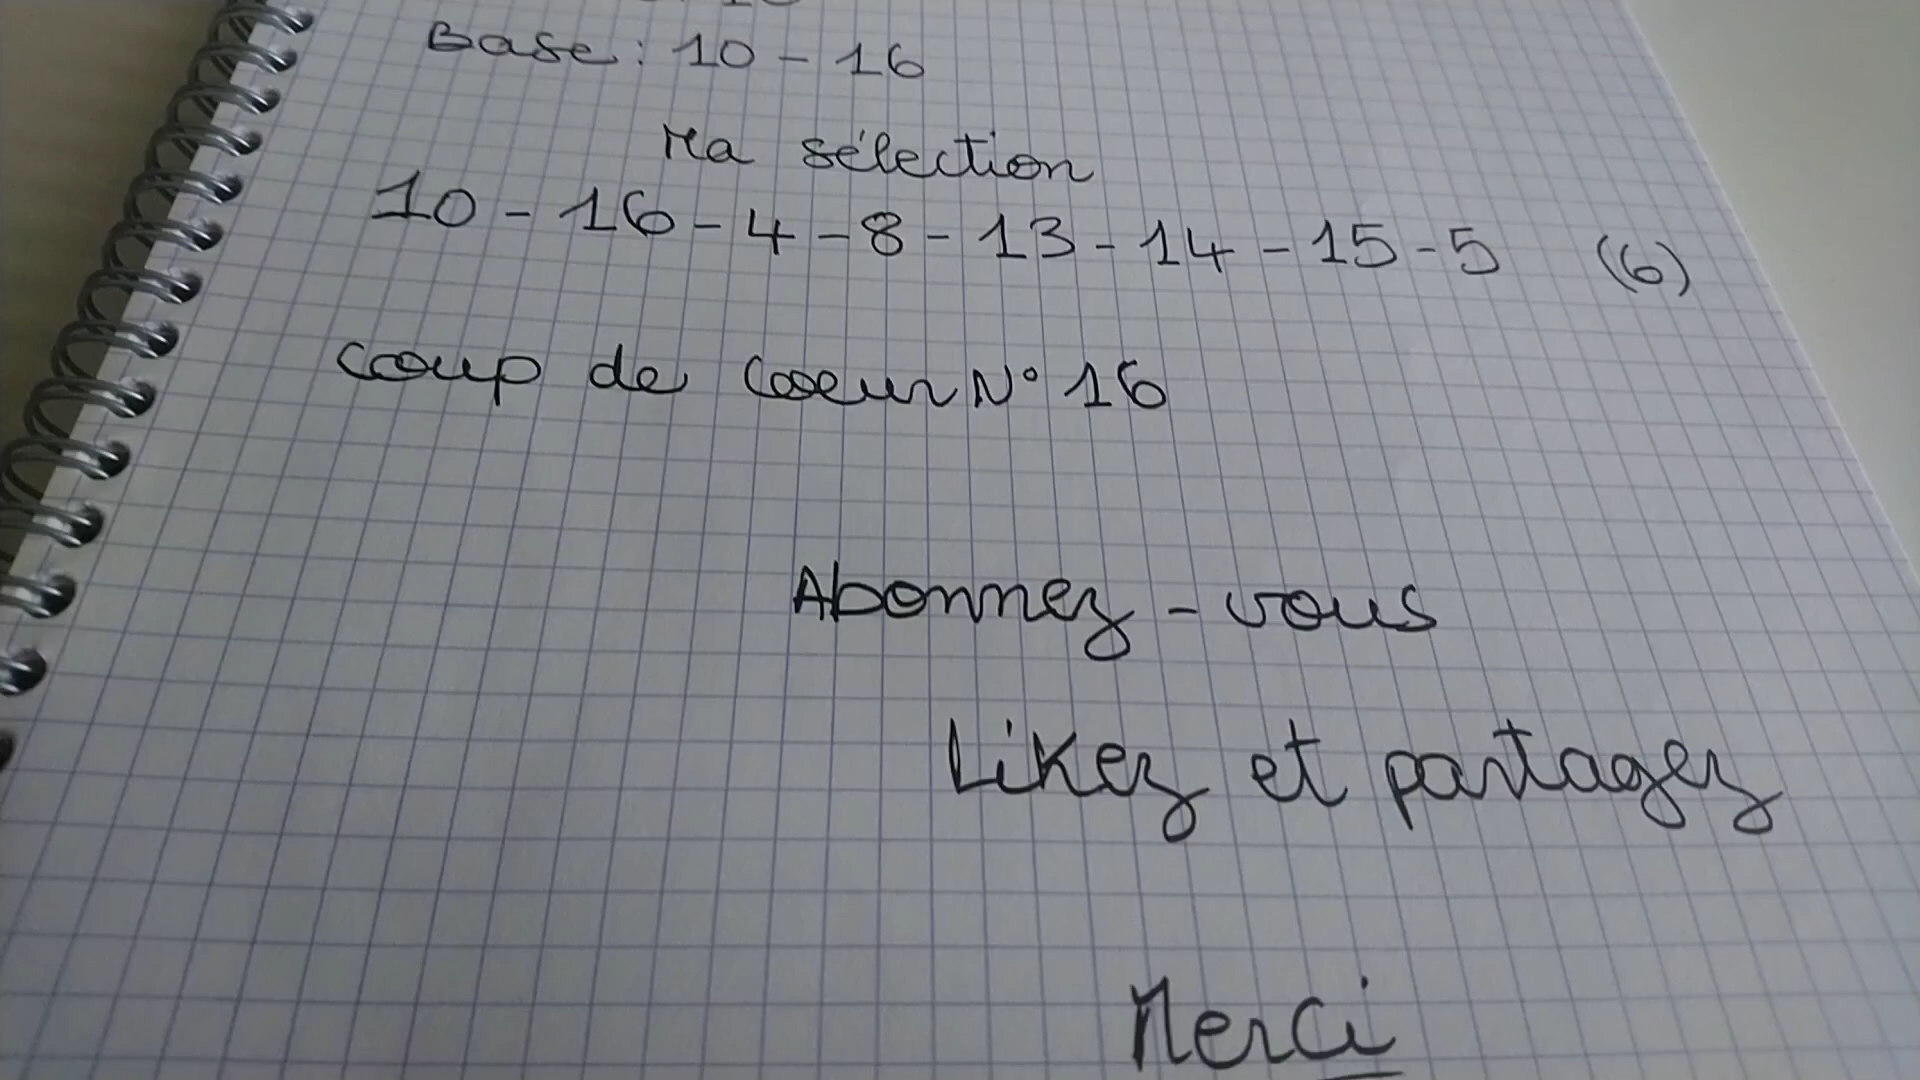 Base : 10 - 16
Ma sélection
10 - 16 - 4 - 8 - 13 - 14 - 15 - 5 (6)
coup de coeur N° 16
Abonnez - vous
Likez et partagez
Merci